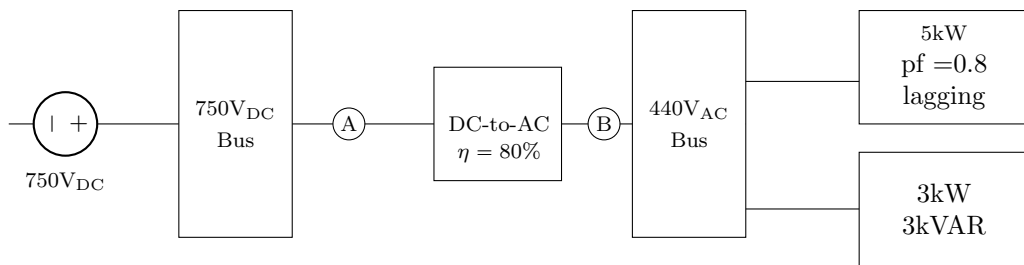 750V_DC
750V_DC
Bus
A
DC-to-AC
η = 80%
B
440V_AC
Bus
5kW
pf =0.8
lagging
3kW
3kVAR